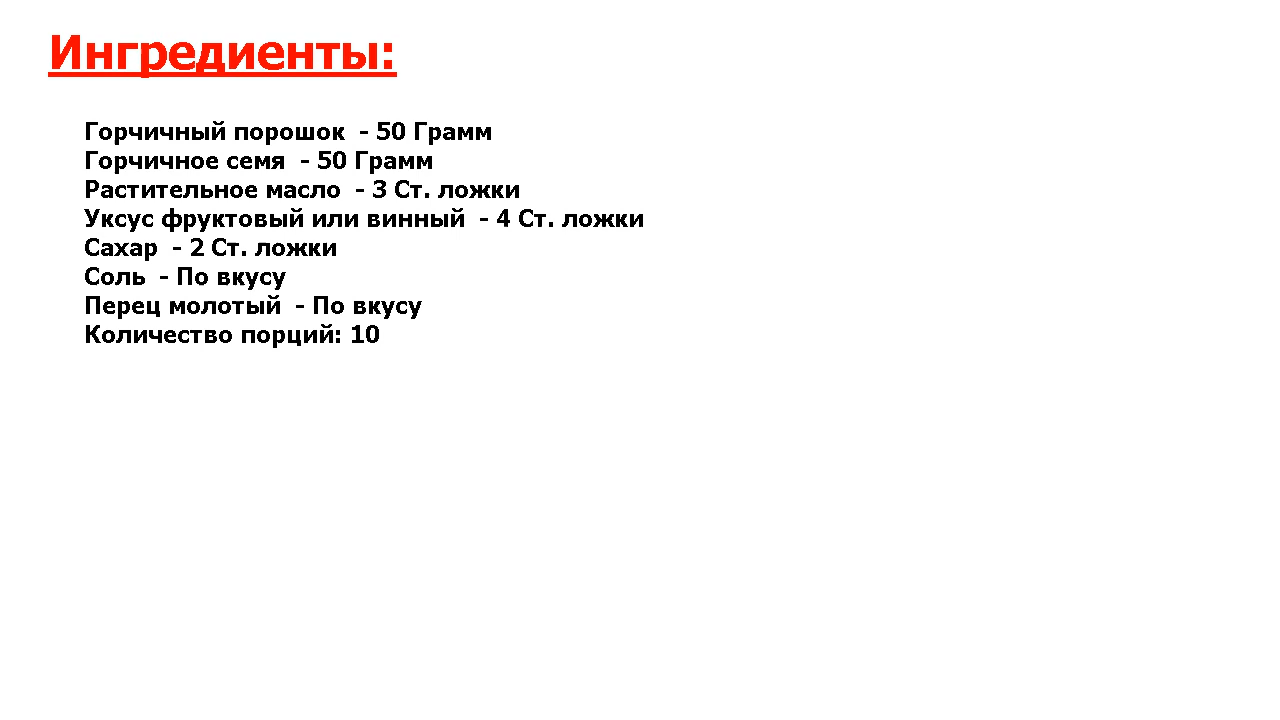 Ингредиенты:
Горчичный порошок  - 50 Грамм
Горчичное семя  - 50 Грамм
Растительное масло  - 3 Ст. ложки
Уксус фруктовый или винный  - 4 Ст. ложки
Сахар  - 2 Ст. ложки
Соль  - По вкусу
Перец молотый  - По вкусу
Количество порций: 10